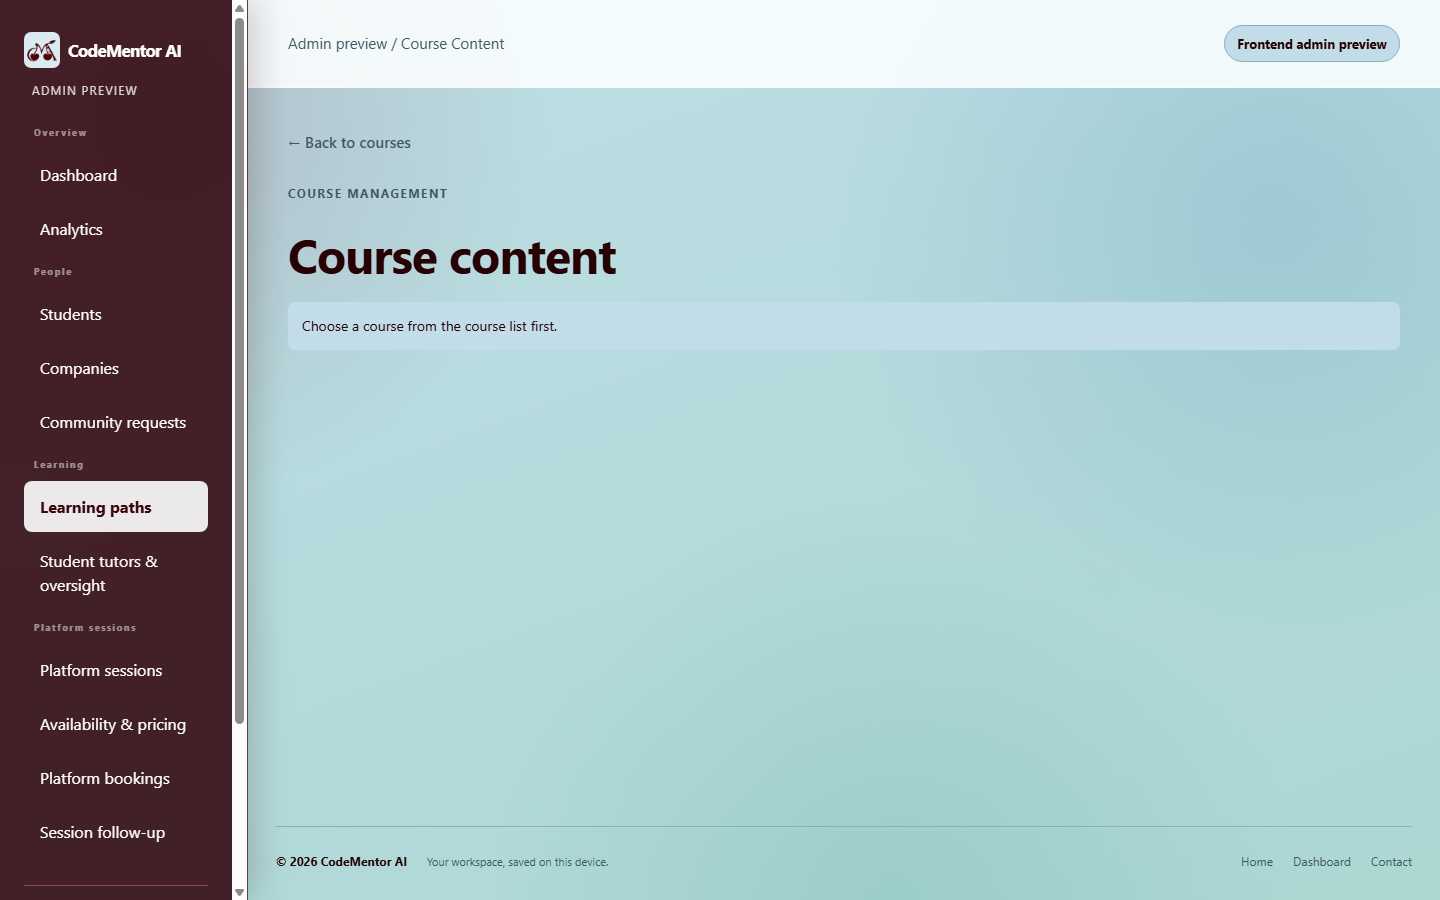 CodeMentor AI
ADMIN PREVIEW
Overview
Dashboard
Analytics
People
Students
Companies
Community requests
Learning
Learning paths
Student tutors &
oversight
Platform sessions
Platform sessions
Availability & pricing
Platform bookings
Session follow-up
Admin preview / Course Content
Frontend admin preview
← Back to courses
COURSE MANAGEMENT
Course content
Choose a course from the course list first.
© 2026 CodeMentor AI
Your workspace, saved on this device.
Home
Dashboard
Contact